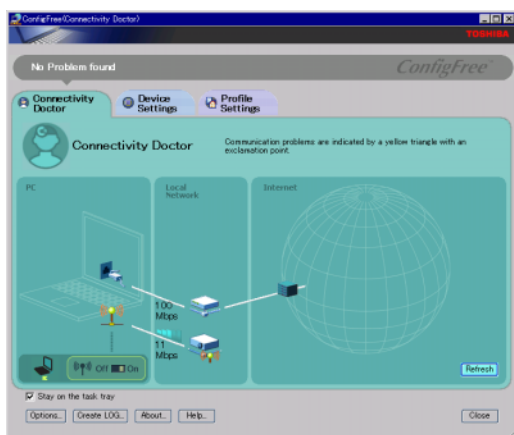 ConfigFree(Connectivity Doctor)
TOSHIBA
No Problem found
ConfigFree™
Connectivity Doctor
Device Settings
Profile Settings
Connectivity Doctor
Communication problems are indicated by a yellow triangle with an
exclamation point.
PC
Local
Network
Internet
100
Mbps
11
Mbps
Off
On
Refresh
Stay on the task tray
Options...
Create LOG...
About...
Help...
Close